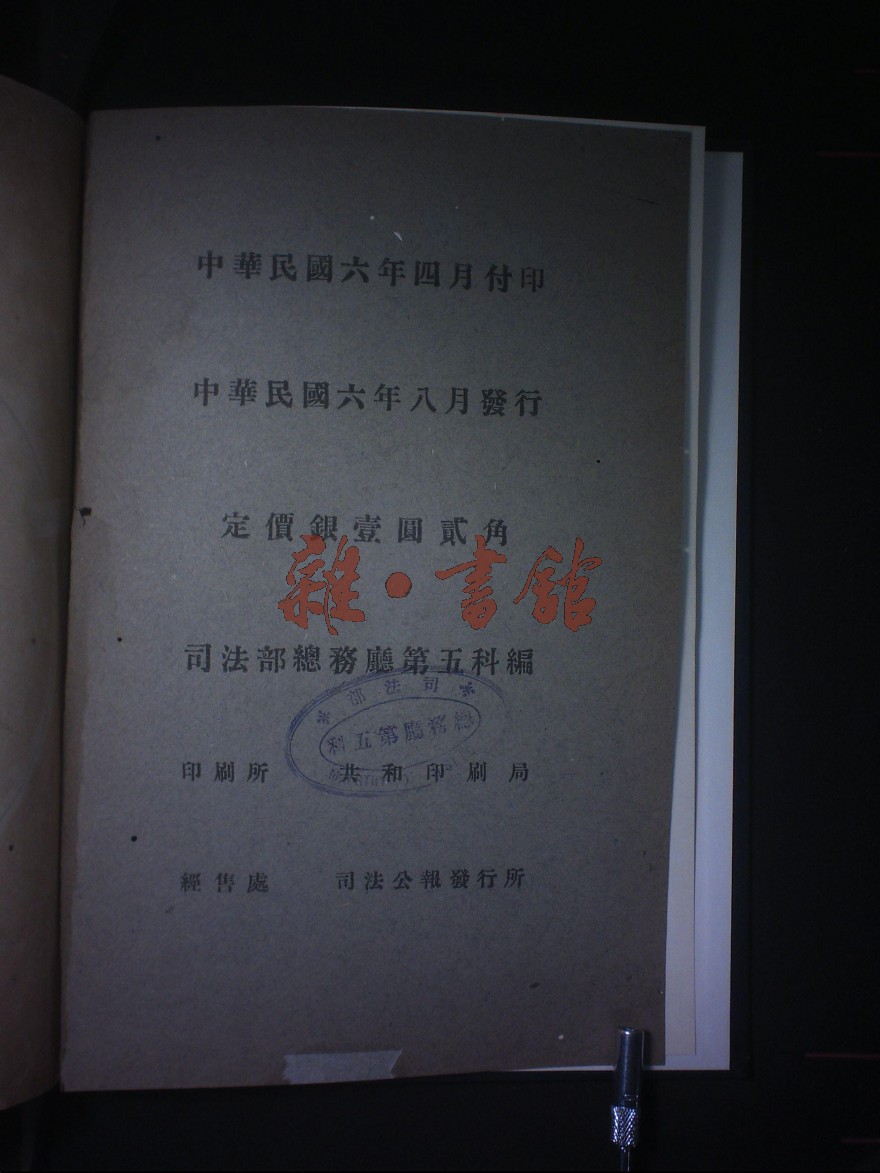 中華民國六年四月付印
中華民國六年八月發行
定價銀壹圓貳角
雜·書館
司法部總務廳第五科編
司法部
總務廳第五科
印刷所 共和印刷局
經售處 司法公報發行所